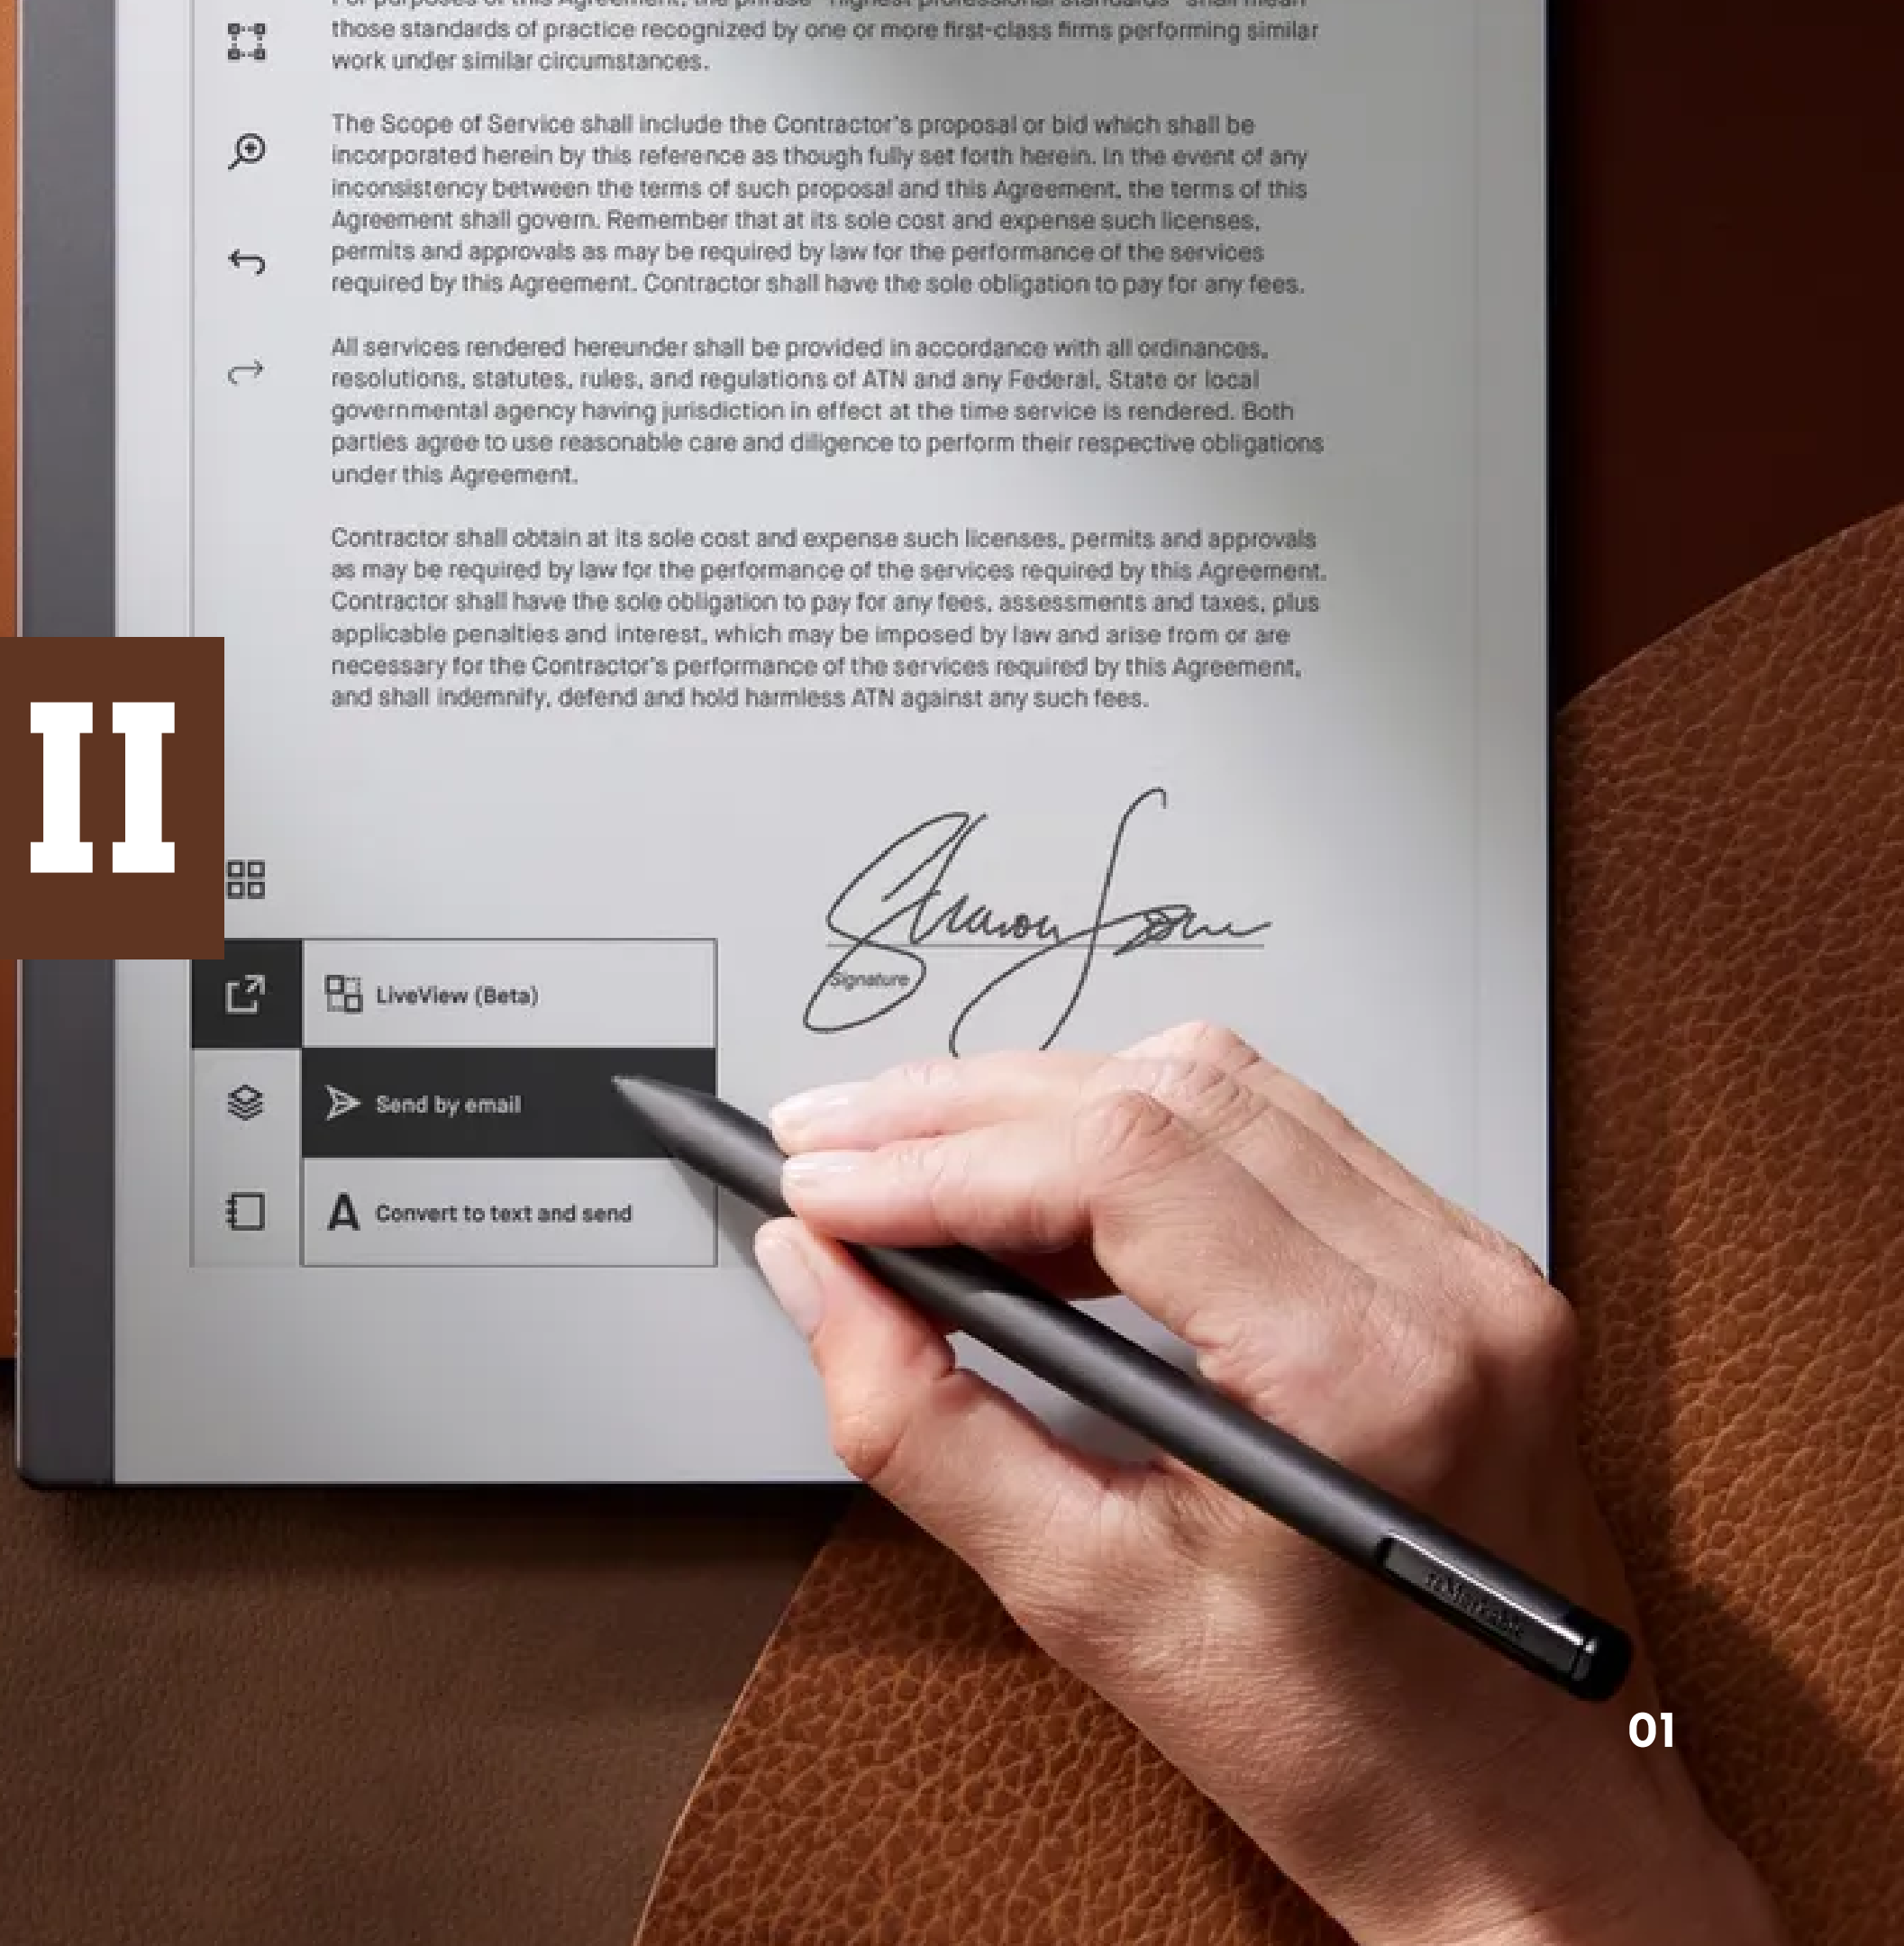 those standards of practice recognized by one or more first-class firms performing similar
work under similar circumstances.
The Scope of Service shall include the Contractor's proposal or bid which shall be
incorporated herein by this reference as though fully set forth herein. In the event of any
inconsistency between the terms of such proposal and this Agreement, the terms of this
Agreement shall govern. Remember that at its sole cost and expense such licenses,
permits and approvals as may be required by law for the performance of the services
required by this Agreement. Contractor shall have the sole obligation to pay for any fees.
All services rendered hereunder shall be provided in accordance with all ordinances,
resolutions, statutes, rules, and regulations of ATN and any Federal, State or local
governmental agency having jurisdiction in effect at the time service is rendered. Both
parties agree to use reasonable care and diligence to perform their respective obligations
under this Agreement.
Contractor shall obtain at its sole cost and expense such licenses, permits and approvals
as may be required by law for the performance of the services required by this Agreement.
Contractor shall have the sole obligation to pay for any fees, assessments and taxes, plus
applicable penalties and interest, which may be imposed by law and arise from or are
necessary for the Contractor's performance of the services required by this Agreement,
and shall indemnify, defend and hold harmless ATN against any such fees.
II
Signature
LiveView (Beta)
Send by email
A Convert to text and send
reMarkable
01